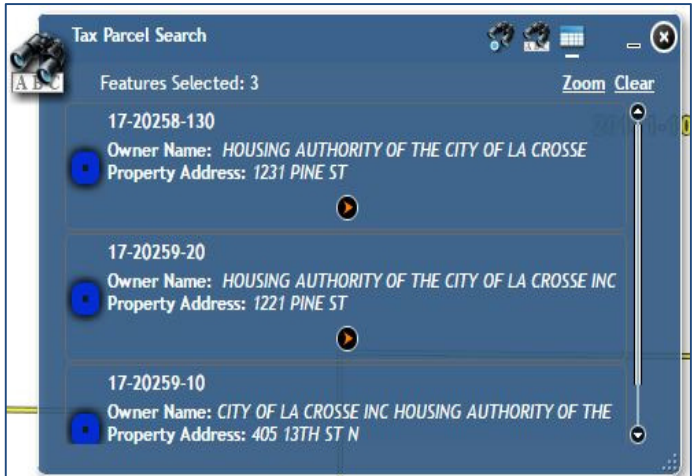 Tax Parcel Search
ABC
Features Selected: 3
Zoom Clear
17-20258-130
Owner Name: HOUSING AUTHORITY OF THE CITY OF LA CROSSE
Property Address: 1231 PINE ST
17-20259-20
Owner Name: HOUSING AUTHORITY OF THE CITY OF LA CROSSE INC
Property Address: 1221 PINE ST
17-20259-10
Owner Name: CITY OF LA CROSSE INC HOUSING AUTHORITY OF THE
Property Address: 405 13TH ST N